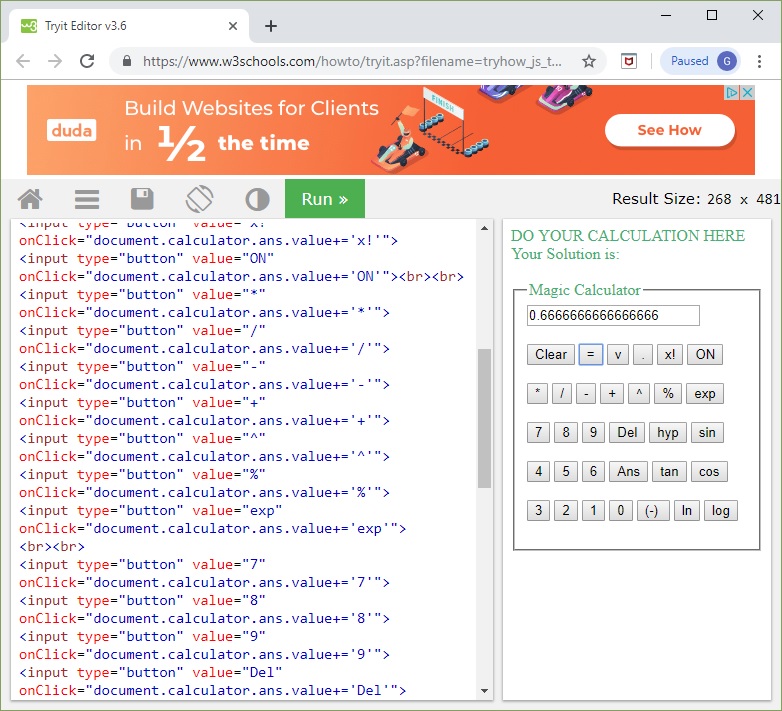 Tryit Editor v3.6
https://www.w3schools.com/howto/tryit.asp?filename=tryhow_js_t...
Paused G
duda
Build Websites for Clients
in 1/2 the time
FINISH
See How
Run »
Result Size: 268 x 481
<input type="button" value="x!"
onClick="document.calculator.ans.value+='x!'">
<input type="button" value="ON"
onClick="document.calculator.ans.value+='ON'"><br><br>
<input type="button" value="*"
onClick="document.calculator.ans.value+='*'">
<input type="button" value="/"
onClick="document.calculator.ans.value+='/'">
<input type="button" value="-"
onClick="document.calculator.ans.value+='-'">
<input type="button" value="+"
onClick="document.calculator.ans.value+='+'">
<input type="button" value="^"
onClick="document.calculator.ans.value+='^'">
<input type="button" value="%"
onClick="document.calculator.ans.value+='%'">
<input type="button" value="exp"
onClick="document.calculator.ans.value+='exp'">
<br><br>
<input type="button" value="7"
onClick="document.calculator.ans.value+='7'">
<input type="button" value="8"
onClick="document.calculator.ans.value+='8'">
<input type="button" value="9"
onClick="document.calculator.ans.value+='9'">
<input type="button" value="Del"
onClick="document.calculator.ans.value+='Del'">
DO YOUR CALCULATION HERE
Your Solution is:
Magic Calculator
0.6666666666666666
Clear = v . x! ON
* / - + ^ % exp
7 8 9 Del hyp sin
4 5 6 Ans tan cos
3 2 1 0 (-) ln log